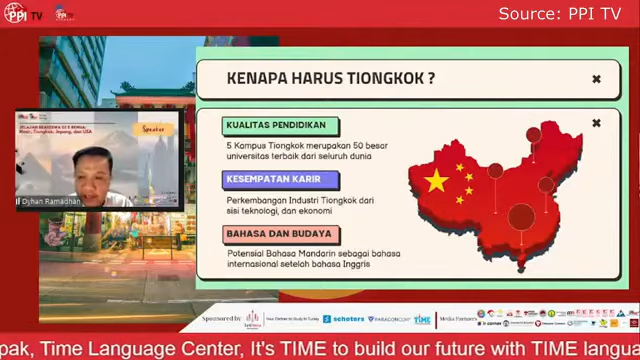 PPI TV
Source: PPI TV
KENAPA HARUS TIONGKOK ?
KUALITAS PENDIDIKAN
5 Kampus Tiongkok merupakan 50 besar
universitas terbaik dari seluruh dunia
KESEMPATAN KARIR
Perkembangan Industri Tiongkok dari
sisi teknologi, dan ekonomi
BAHASA DAN BUDAYA
Potensial Bahasa Mandarin sebagai bahasa
internasional setelah bahasa Inggris
Speaker
Dyhan Ramadhan
Sponsored by
schoters
PARAGONCORP
TIME
Media Partners
pak, Time Language Center, It's TIME to build our future with TIME langua